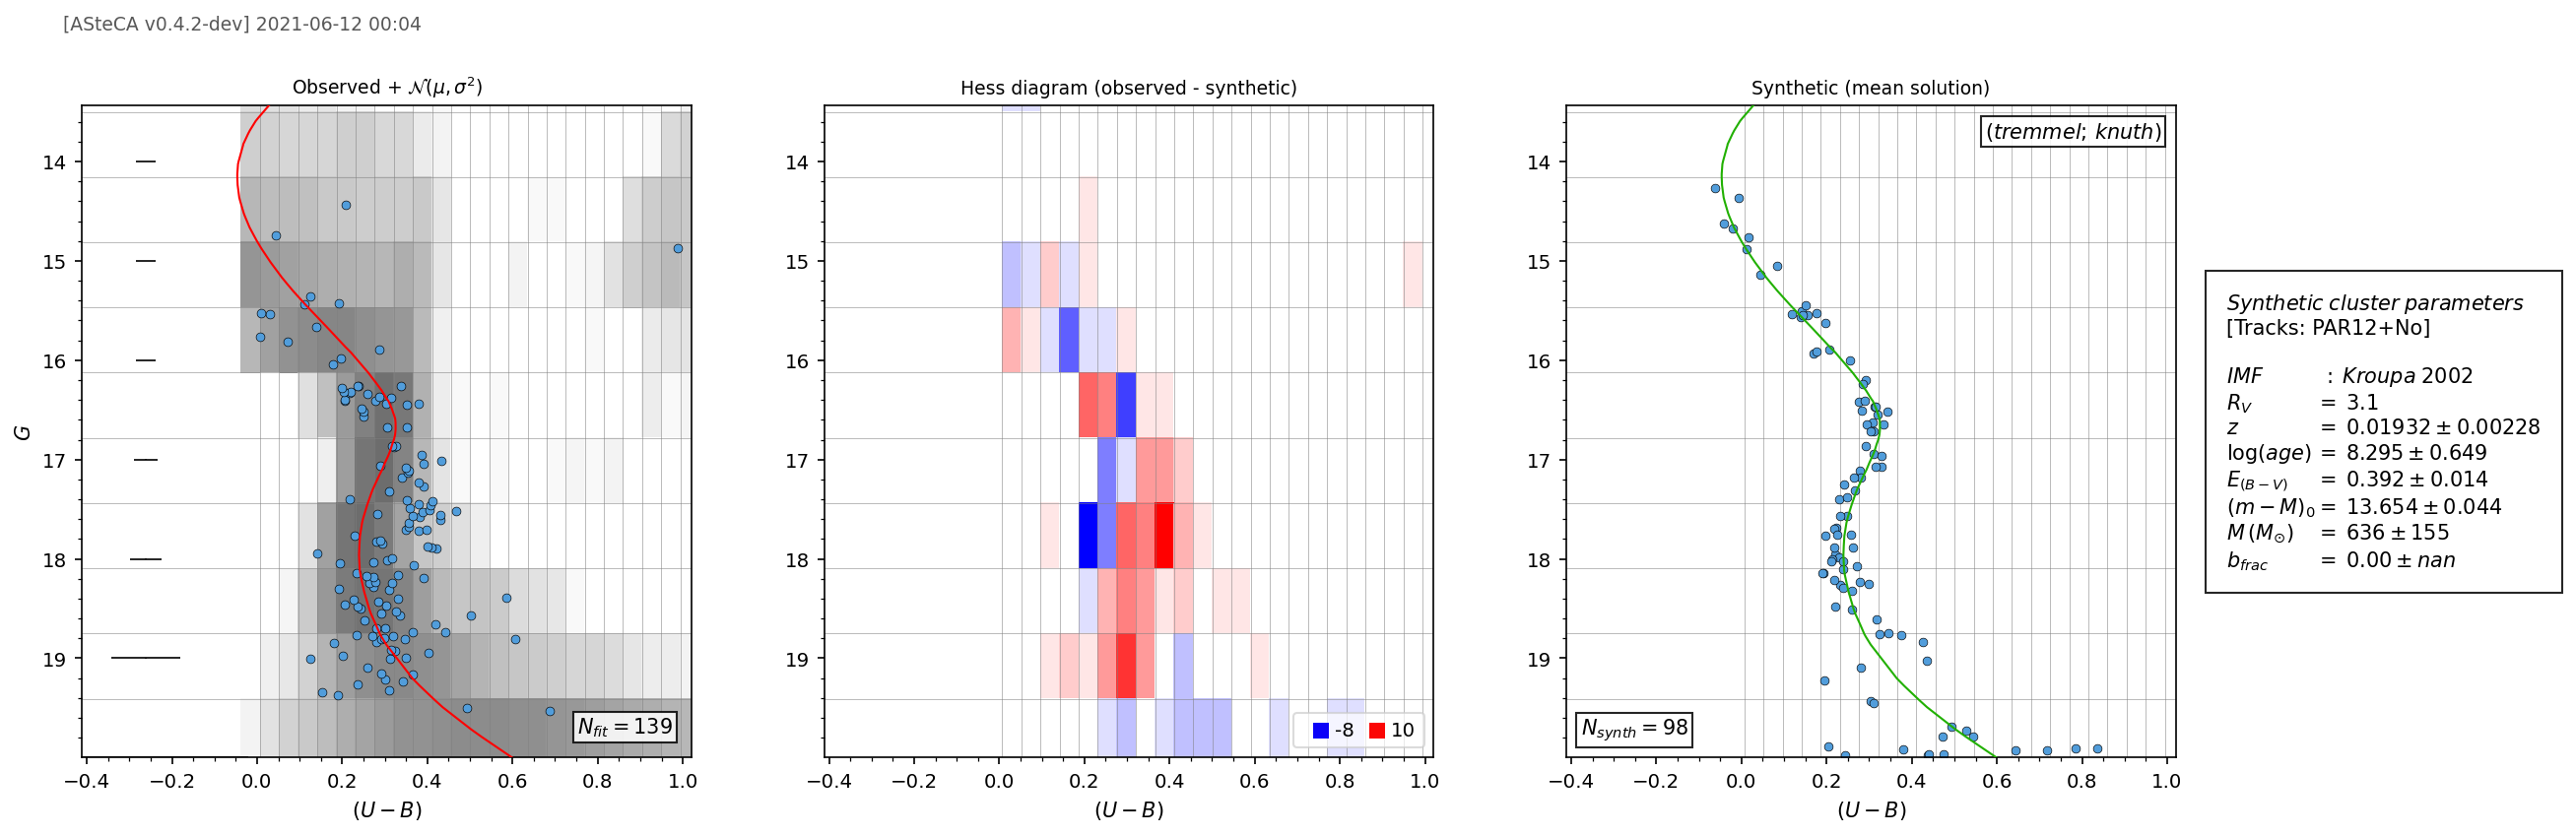 [ASteCA v0.4.2-dev] 2021-06-12 00:04
Observed + 𝒩(μ, σ²)
Hess diagram (observed - synthetic)
Synthetic (mean solution)
G
14
15
16
17
18
19
N_fit = 139
−0.4 −0.2 0.0 0.2 0.4 0.6 0.8 1.0
(U − B)
14
15
16
17
18
19
-8 10
−0.4 −0.2 0.0 0.2 0.4 0.6 0.8 1.0
(U − B)
(tremmel; knuth)
14
15
16
17
18
19
N_synth = 98
−0.4 −0.2 0.0 0.2 0.4 0.6 0.8 1.0
(U − B)
Synthetic cluster parameters
[Tracks: PAR12+No]
IMF : Kroupa 2002
R_V = 3.1
z = 0.01932 ± 0.00228
log(age) = 8.295 ± 0.649
E_(B−V) = 0.392 ± 0.014
(m − M)₀ = 13.654 ± 0.044
M (M_⊙) = 636 ± 155
b_frac = 0.00 ± nan